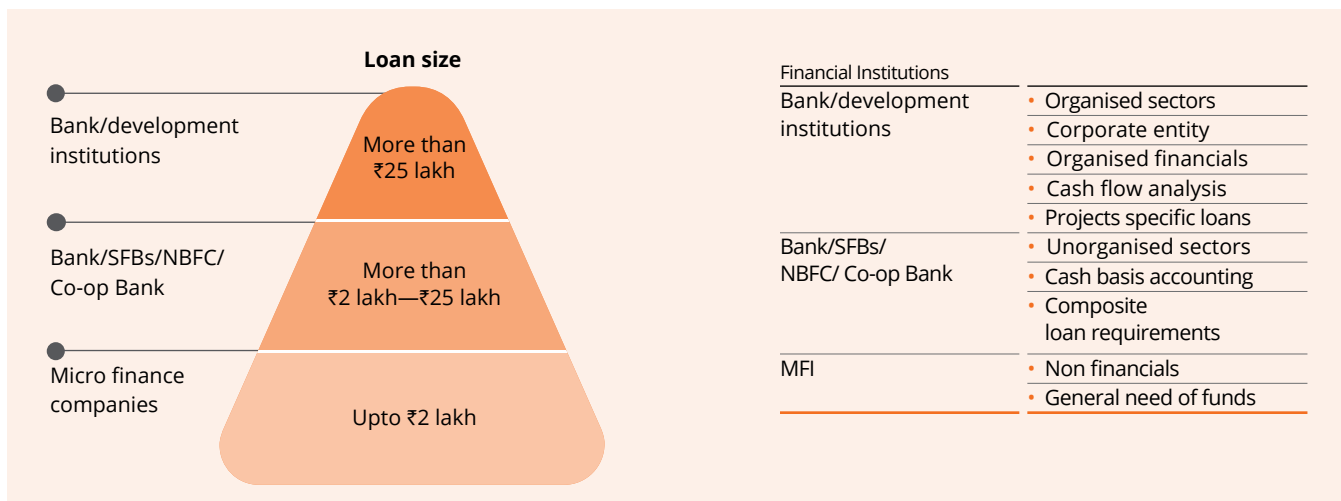 Loan size
Bank/development
institutions
More than
₹25 lakh
Bank/SFBs/NBFC/
Co-op Bank
More than
₹2 lakh—₹25 lakh
Micro finance
companies
Upto ₹2 lakh
Financial Institutions
Bank/development
institutions
• Organised sectors
• Corporate entity
• Organised financials
• Cash flow analysis
• Projects specific loans
Bank/SFBs/
NBFC/ Co-op Bank
• Unorganised sectors
• Cash basis accounting
• Composite
loan requirements
MFI
• Non financials
• General need of funds